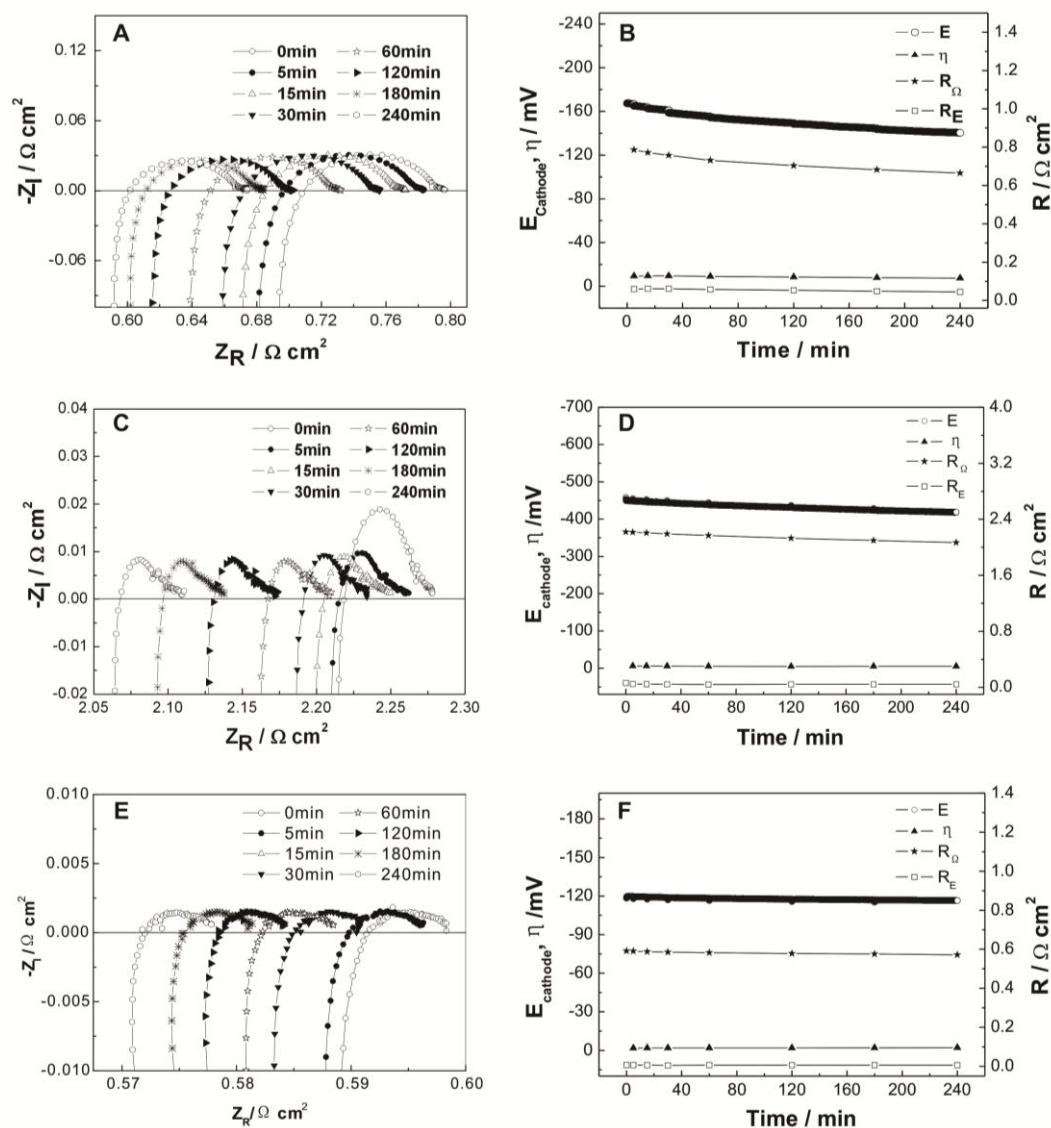 A
0min
60min
5min
120min
15min
180min
30min
240min
0.12
0.06
0.00
-0.06
-Z_I / Ω cm²
0.60
0.64
0.68
0.72
0.76
0.80
Z_R / Ω cm²
B
E
η
R_Ω
R_E
-240
-200
-160
-120
-80
-40
0
E_Cathode, η / mV
1.4
1.2
1.0
0.8
0.6
0.4
0.2
0.0
R / Ω cm²
0
40
80
120
160
200
240
Time / min
C
0min
60min
5min
120min
15min
180min
30min
240min
0.04
0.03
0.02
0.01
0.00
-0.01
-0.02
-Z_I / Ω cm²
2.05
2.10
2.15
2.20
2.25
2.30
Z_R / Ω cm²
D
E
η
R_Ω
R_E
-700
-600
-500
-400
-300
-200
-100
0
E_cathode, η /mV
4.0
3.2
2.4
1.6
0.8
0.0
R / Ω cm²
0
40
80
120
160
200
240
Time / min
E
0min
60min
5min
120min
15min
180min
30min
240min
0.010
0.005
0.000
-0.005
-0.010
-Z_I/Ω cm²
0.57
0.58
0.59
0.60
Z_R/Ω cm²
F
E
η
R_Ω
R_E
-180
-150
-120
-90
-60
-30
0
E_cathode, η /mV
1.4
1.2
1.0
0.8
0.6
0.4
0.2
0.0
R / Ω cm²
0
40
80
120
160
200
240
Time / min